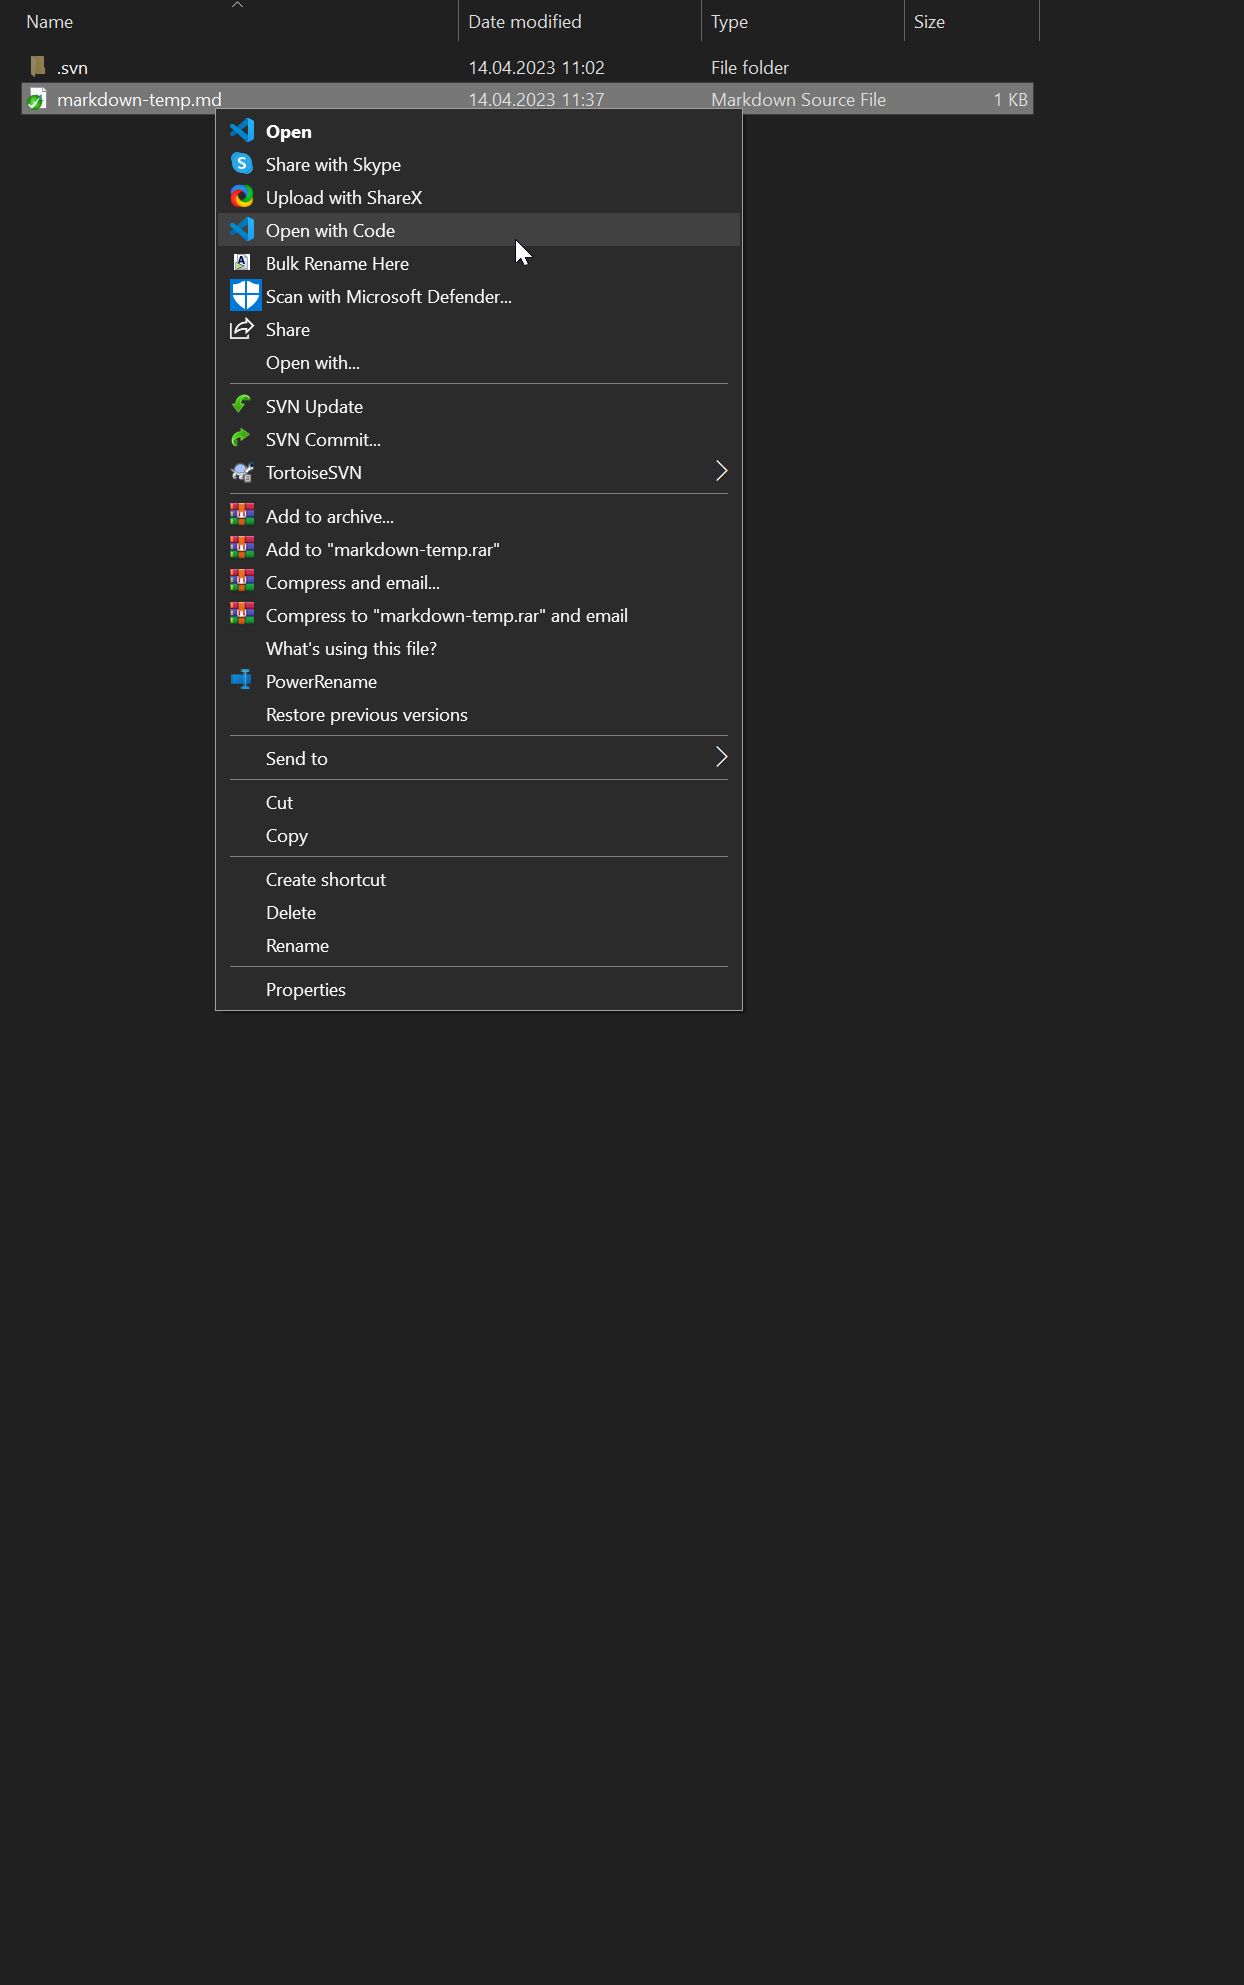 Name Date modified Type Size
.svn 14.04.2023 11:02 File folder
markdown-temp.md 14.04.2023 11:37 Markdown Source File 1 KB
Open
Share with Skype
Upload with ShareX
Open with Code
Bulk Rename Here
Scan with Microsoft Defender...
Share
Open with...
SVN Update
SVN Commit...
TortoiseSVN
Add to archive...
Add to "markdown-temp.rar"
Compress and email...
Compress to "markdown-temp.rar" and email
What's using this file?
PowerRename
Restore previous versions
Send to
Cut
Copy
Create shortcut
Delete
Rename
Properties